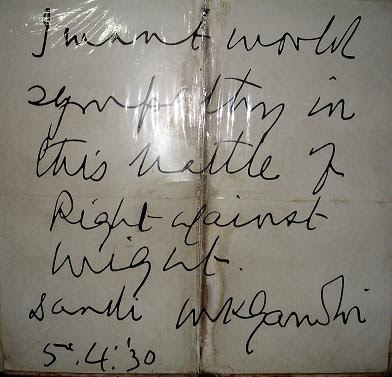 I want world
sympathy in
this battle of
Right against
might.
Dandi MKGandhi
5.4.'30